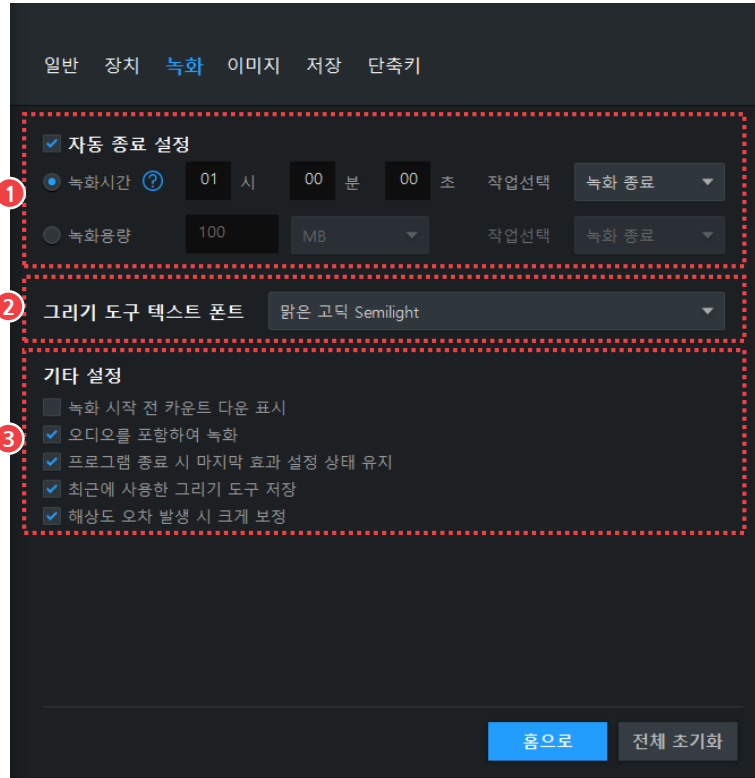 일반 장치 녹화 이미지 저장 단축키
자동 종료 설정
1
녹화시간 ? 01 시 00 분 00 초 작업선택 녹화 종료
녹화용량 100 MB 작업선택 녹화 종료
2
그리기 도구 텍스트 폰트 맑은 고딕 Semilight
기타 설정
녹화 시작 전 카운트 다운 표시
3
오디오를 포함하여 녹화
프로그램 종료 시 마지막 효과 설정 상태 유지
최근에 사용한 그리기 도구 저장
해상도 오차 발생 시 크게 보정
홈으로 전체 초기화